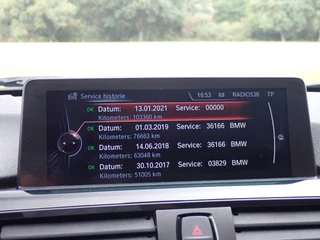 Service historie 16:53 RADIO538 TP
OK Datum: 13.01.2021 Service: 00000
Kilometers: 103360 km
OK Datum: 01.03.2019 Service: 36166 BMW
Kilometers: 76663 km
OK Datum: 14.06.2018 Service: 36166 BMW
Kilometers: 63048 km
OK Datum: 30.10.2017 Service: 03829 BMW
Kilometers: 51005 km